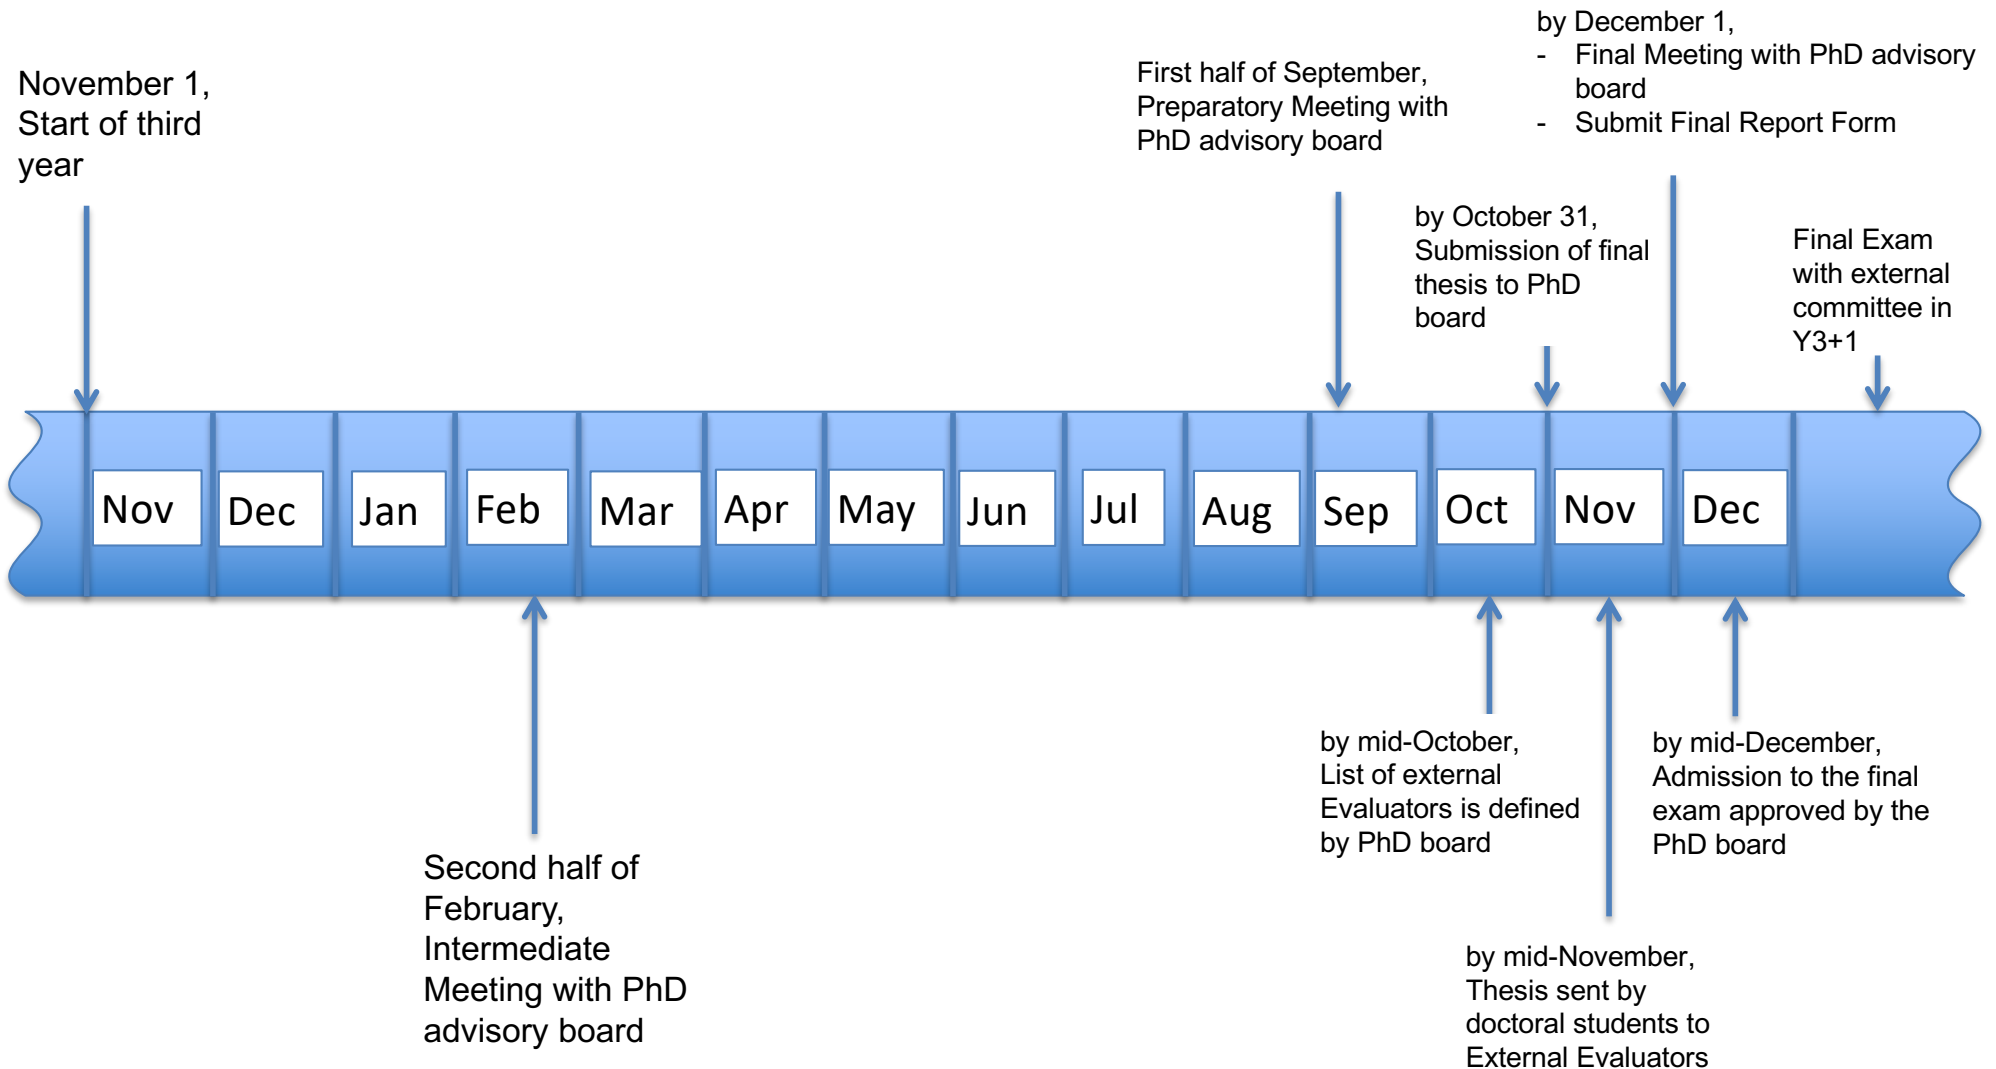 November 1,
Start of third
year
First half of September,
Preparatory Meeting with
PhD advisory board
by December 1,
- Final Meeting with PhD advisory
board
- Submit Final Report Form
by October 31,
Submission of final
thesis to PhD
board
Final Exam
with external
committee in
Y3+1
Nov
Dec
Jan
Feb
Mar
Apr
May
Jun
Jul
Aug
Sep
Oct
Nov
Dec
Second half of
February,
Intermediate
Meeting with PhD
advisory board
by mid-October,
List of external
Evaluators is defined
by PhD board
by mid-November,
Thesis sent by
doctoral students to
External Evaluators
by mid-December,
Admission to the final
exam approved by the
PhD board